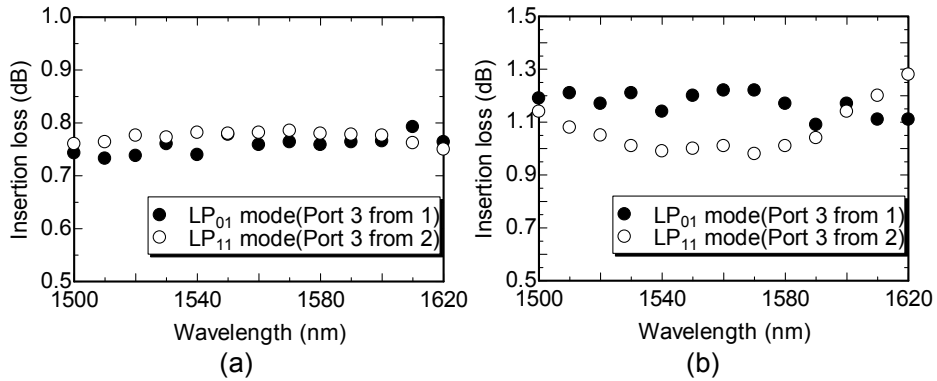 1.0
0.9
0.8
0.7
0.6
0.5
Insertion loss (dB)
LP01 mode(Port 3 from 1)
LP11 mode(Port 3 from 2)
1500 1540 1580 1620
Wavelength (nm)
(a)
1.5
1.3
1.1
0.9
0.7
0.5
Insertion loss (dB)
LP01 mode(Port 3 from 1)
LP11 mode(Port 3 from 2)
1500 1540 1580 1620
Wavelength (nm)
(b)